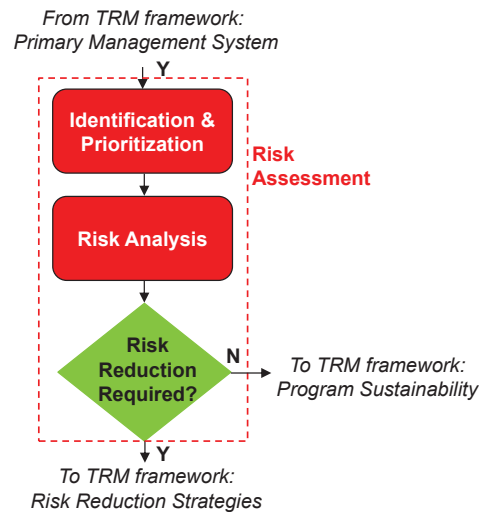 From TRM framework:
Primary Management System
Y
Identification &
Prioritization
Risk
Assessment
Risk Analysis
Risk
Reduction
Required?
N
To TRM framework:
Program Sustainability
Y
To TRM framework:
Risk Reduction Strategies